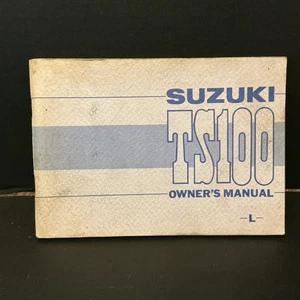 SUZUKI
TS100
OWNER'S MANUAL
-L-